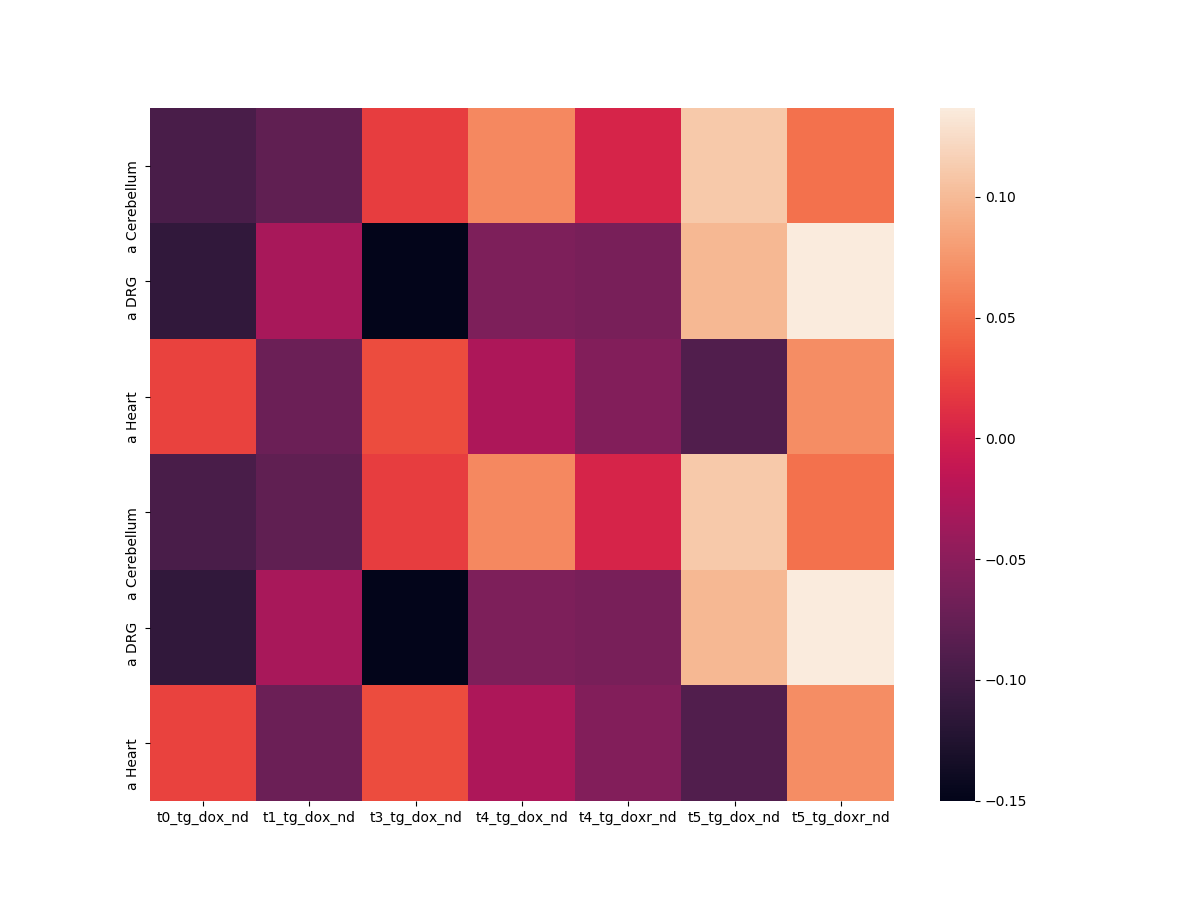 a Cerebellum
a DRG
a Heart
a Cerebellum
a DRG
a Heart
t0_tg_dox_nd t1_tg_dox_nd t3_tg_dox_nd t4_tg_dox_nd t4_tg_doxr_nd t5_tg_dox_nd t5_tg_doxr_nd
0.10
0.05
0.00
−0.05
−0.10
−0.15